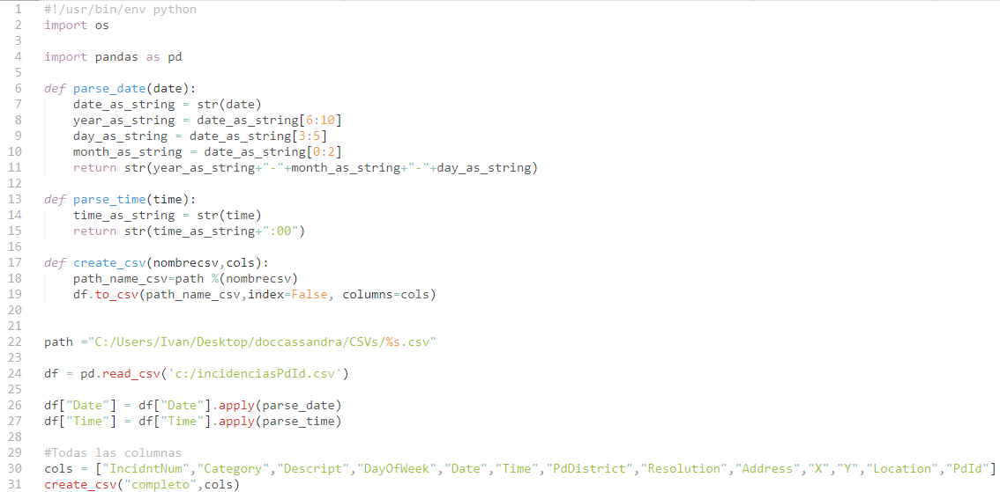 1 #!/usr/bin/env python
2 import os
3
4 import pandas as pd
5
6 def parse_date(date):
7     date_as_string = str(date)
8     year_as_string = date_as_string[6:10]
9     day_as_string = date_as_string[3:5]
10     month_as_string = date_as_string[0:2]
11     return str(year_as_string+"-"+month_as_string+"-"+day_as_string)
12
13 def parse_time(time):
14     time_as_string = str(time)
15     return str(time_as_string+":00")
16
17 def create_csv(nombrecsv,cols):
18     path_name_csv=path %(nombrecsv)
19     df.to_csv(path_name_csv,index=False, columns=cols)
20
21
22 path ="C:/Users/Ivan/Desktop/doccassandra/CSVs/%s.csv"
23
24 df = pd.read_csv('c:/incidenciasPdId.csv')
25
26 df["Date"] = df["Date"].apply(parse_date)
27 df["Time"] = df["Time"].apply(parse_time)
28
29 #Todas las columnas
30 cols = ["IncidntNum","Category","Descript","DayOfWeek","Date","Time","PdDistrict","Resolution","Address","X","Y","Location","PdId"]
31 create_csv("completo",cols)